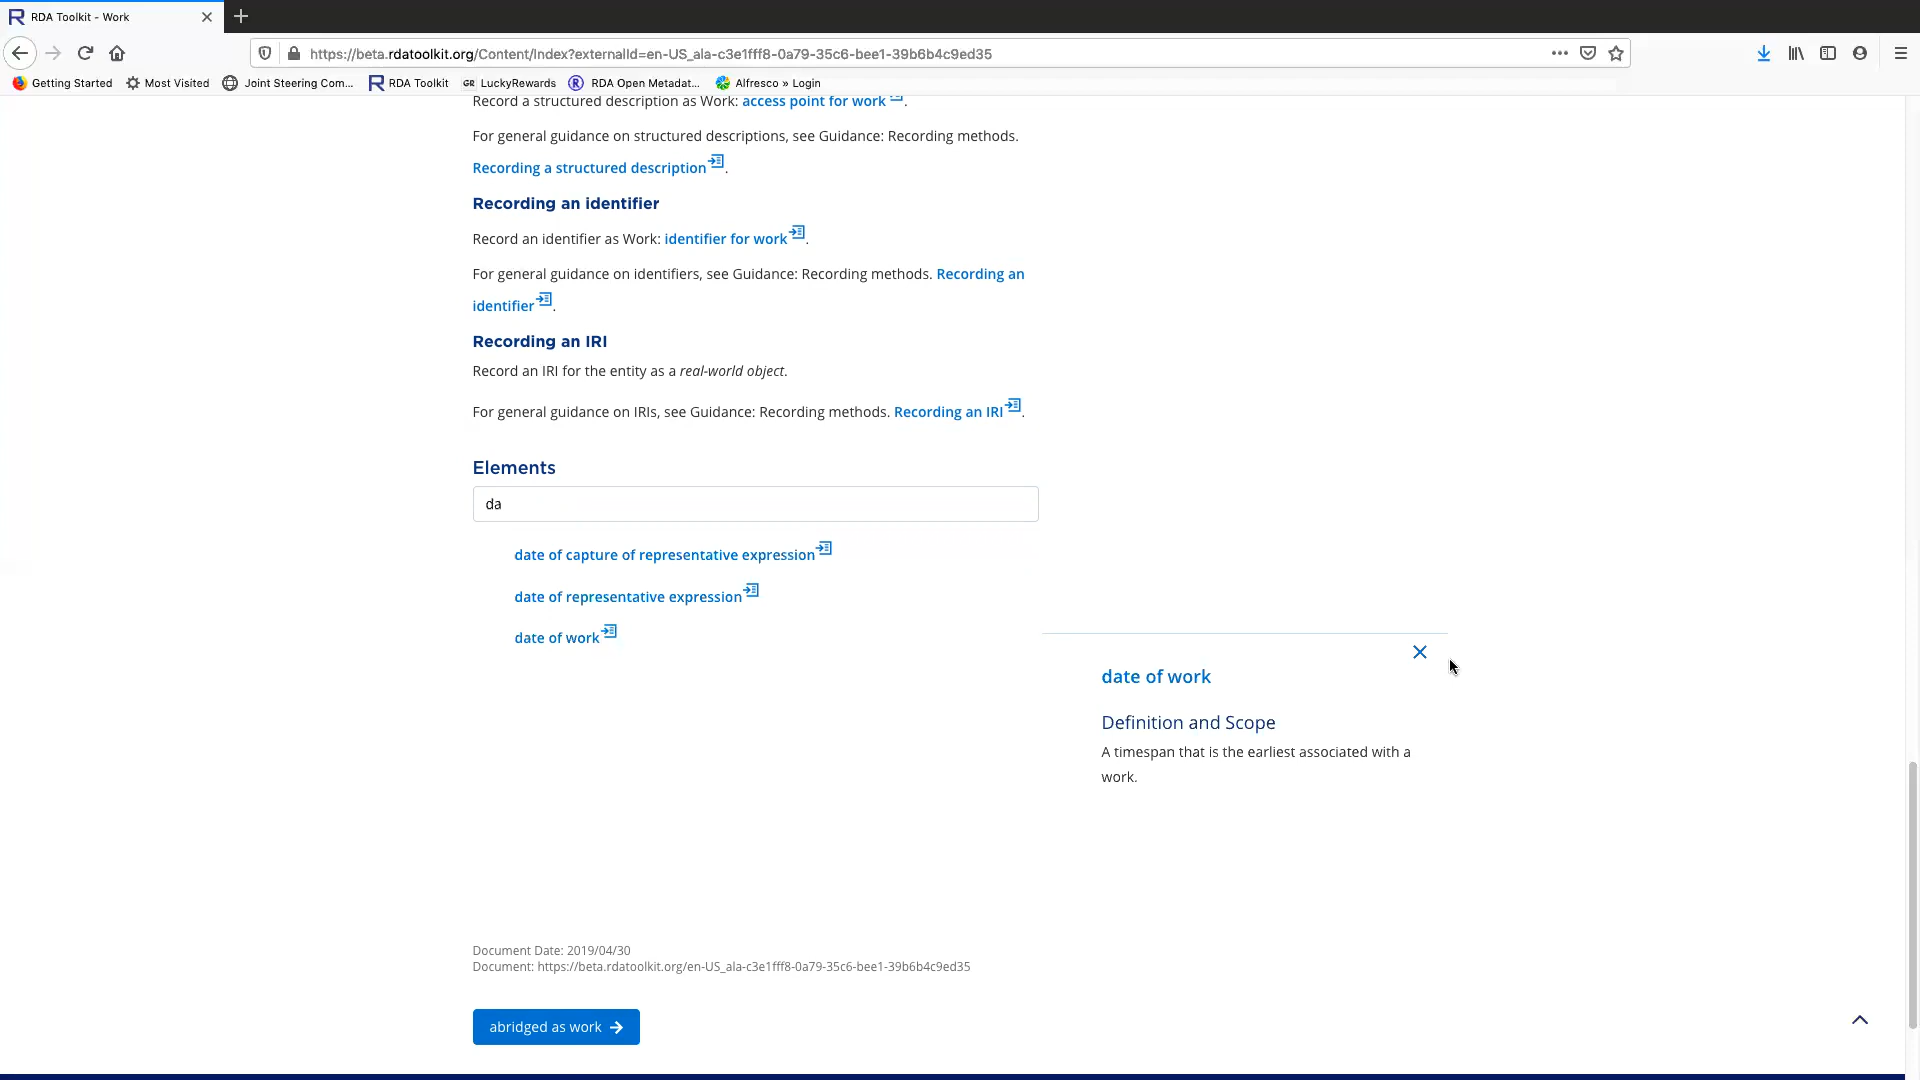 RDA Toolkit - Work
https://beta.rdatoolkit.org/Content/Index?externalId=en-US_ala-c3e1fff8-0a79-35c6-bee1-39b6b4c9ed35
Getting Started Most Visited Joint Steering Com... RDA Toolkit GR LuckyRewards RDA Open Metadat... Alfresco » Login
Record a structured description as Work: access point for work .
For general guidance on structured descriptions, see Guidance: Recording methods.
Recording a structured description .
Recording an identifier
Record an identifier as Work: identifier for work .
For general guidance on identifiers, see Guidance: Recording methods. Recording an
identifier .
Recording an IRI
Record an IRI for the entity as a real-world object.
For general guidance on IRIs, see Guidance: Recording methods. Recording an IRI .
Elements
da
date of capture of representative expression
date of representative expression
date of work
date of work
Definition and Scope
A timespan that is the earliest associated with a
work.
Document Date: 2019/04/30
Document: https://beta.rdatoolkit.org/en-US_ala-c3e1fff8-0a79-35c6-bee1-39b6b4c9ed35
abridged as work